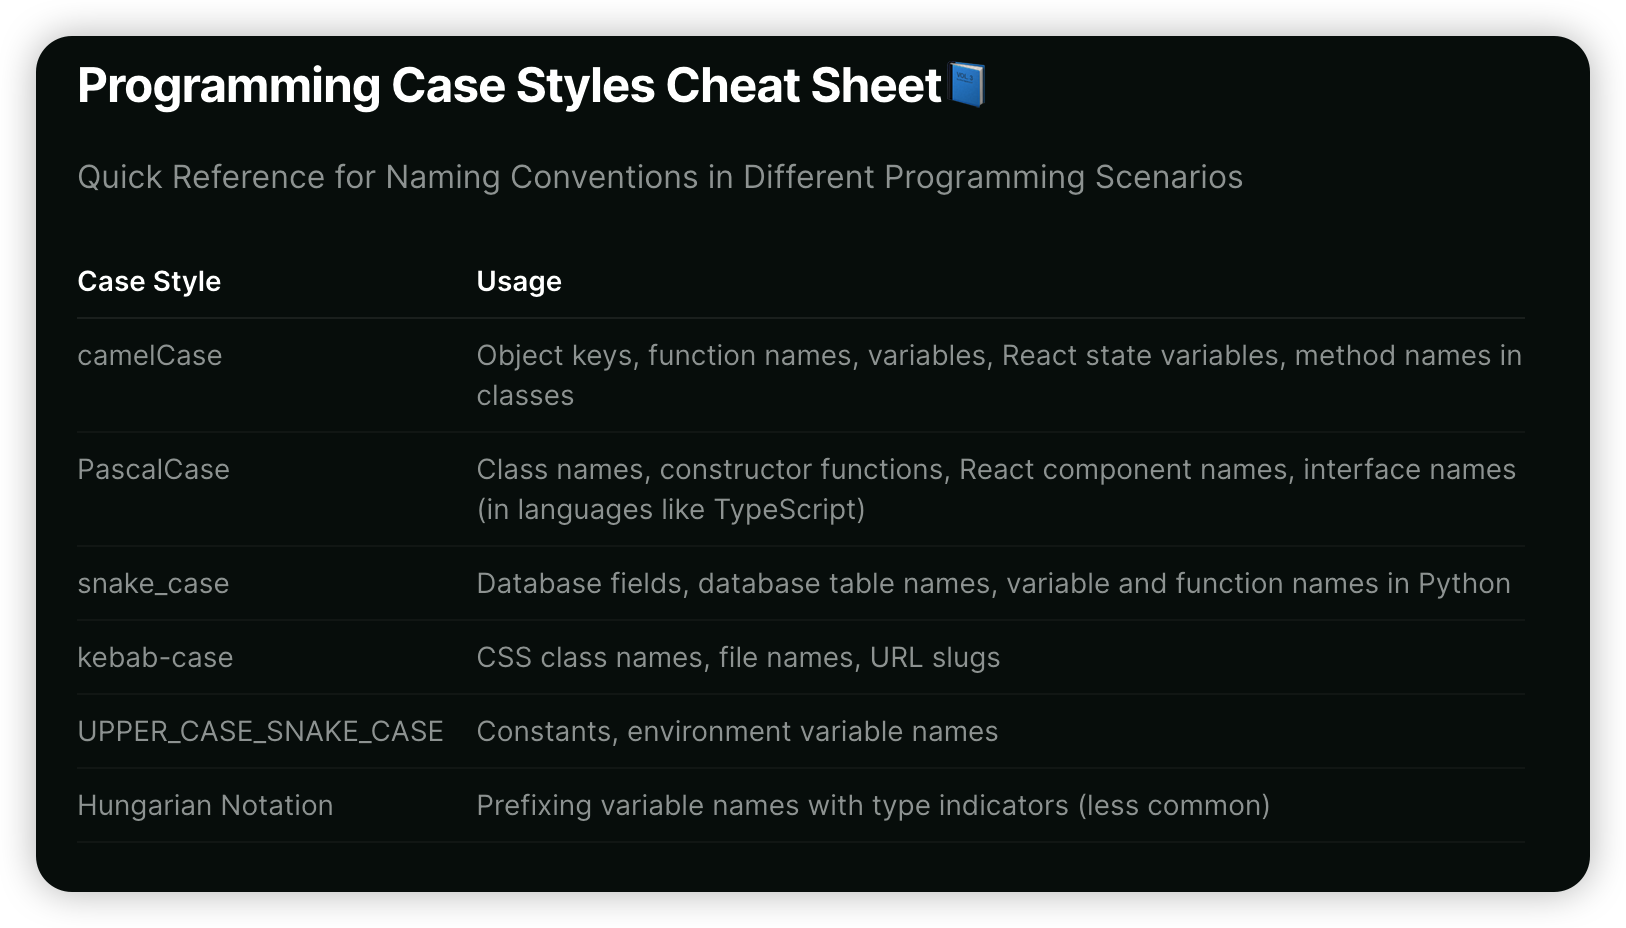 Programming Case Styles Cheat Sheet📘
Quick Reference for Naming Conventions in Different Programming Scenarios
Case Style Usage
camelCase Object keys, function names, variables, React state variables, method names in
classes
PascalCase Class names, constructor functions, React component names, interface names
(in languages like TypeScript)
snake_case Database fields, database table names, variable and function names in Python
kebab-case CSS class names, file names, URL slugs
UPPER_CASE_SNAKE_CASE Constants, environment variable names
Hungarian Notation Prefixing variable names with type indicators (less common)